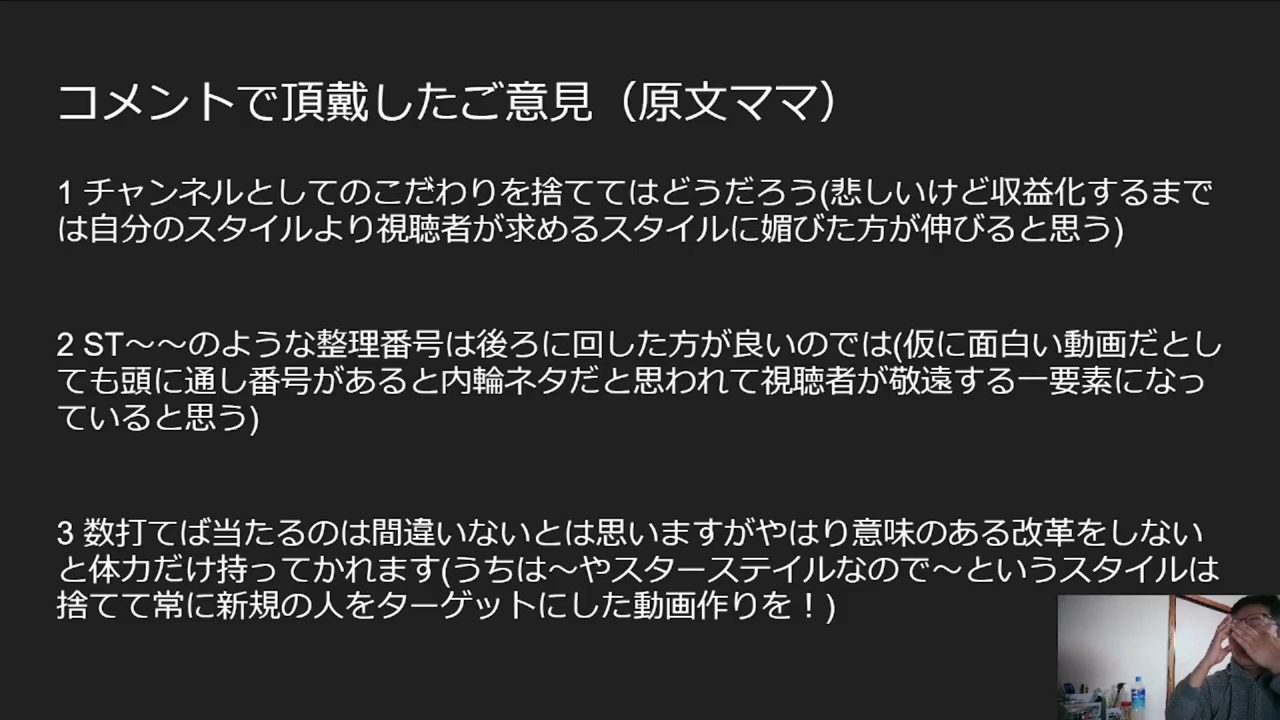 コメントで頂戴したご意見（原文ママ）
1 チャンネルとしてのこだわりを捨ててはどうだろう(悲しいけど収益化するまで
は自分のスタイルより視聴者が求めるスタイルに媚びた方が伸びると思う)
2 ST～～のような整理番号は後ろに回した方が良いのでは(仮に面白い動画だとし
ても頭に通し番号があると内輪ネタだと思われて視聴者が敬遠する一要素になっ
ていると思う)
3 数打てば当たるのは間違いないとは思いますがやはり意味のある改革をしない
と体力だけ持ってかれます(うちは～やスターステイルなので～というスタイルは
捨てて常に新規の人をターゲットにした動画作りを！)